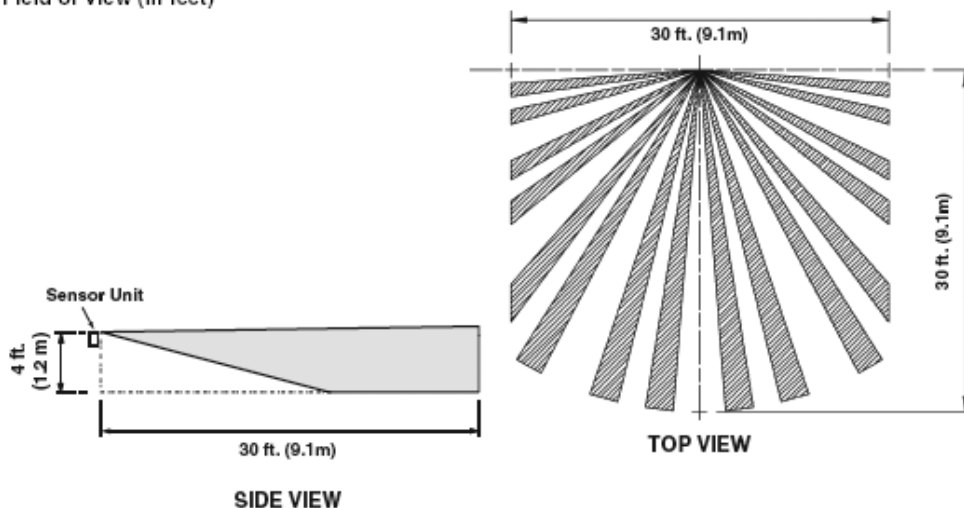 Field of View (in feet)
30 ft. (9.1m)
30 ft. (9.1m)
TOP VIEW
Sensor Unit
4 ft.
(1.2 m)
30 ft. (9.1m)
SIDE VIEW